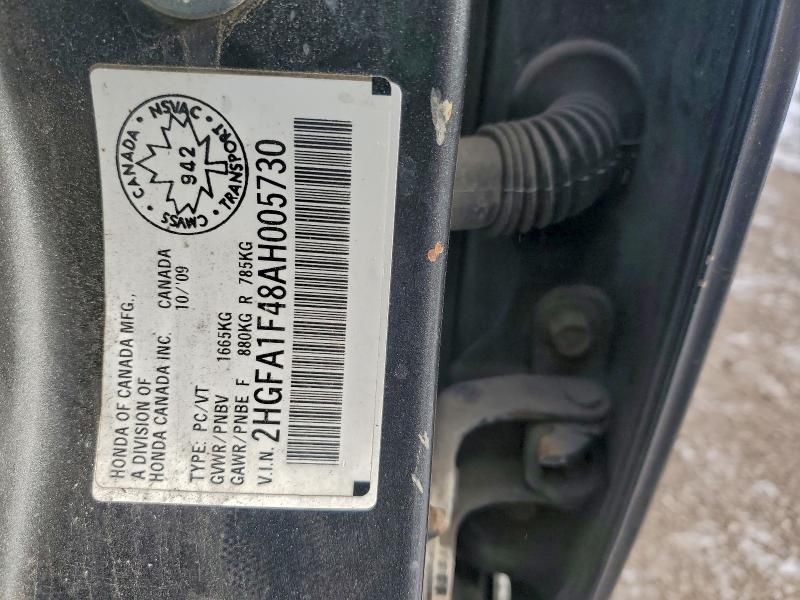 HONDA OF CANADA MFG.,
A DIVISION OF
HONDA CANADA INC. CANADA
10/'09
TYPE: PC/VT
GVWR/PNBV 1665KG
GAWR/PNBE F 880KG R 785KG
V.I.N. 2HGFA1F48AH005730
CANADA • NSVAC • TRANSPORT • CMVSS •
942